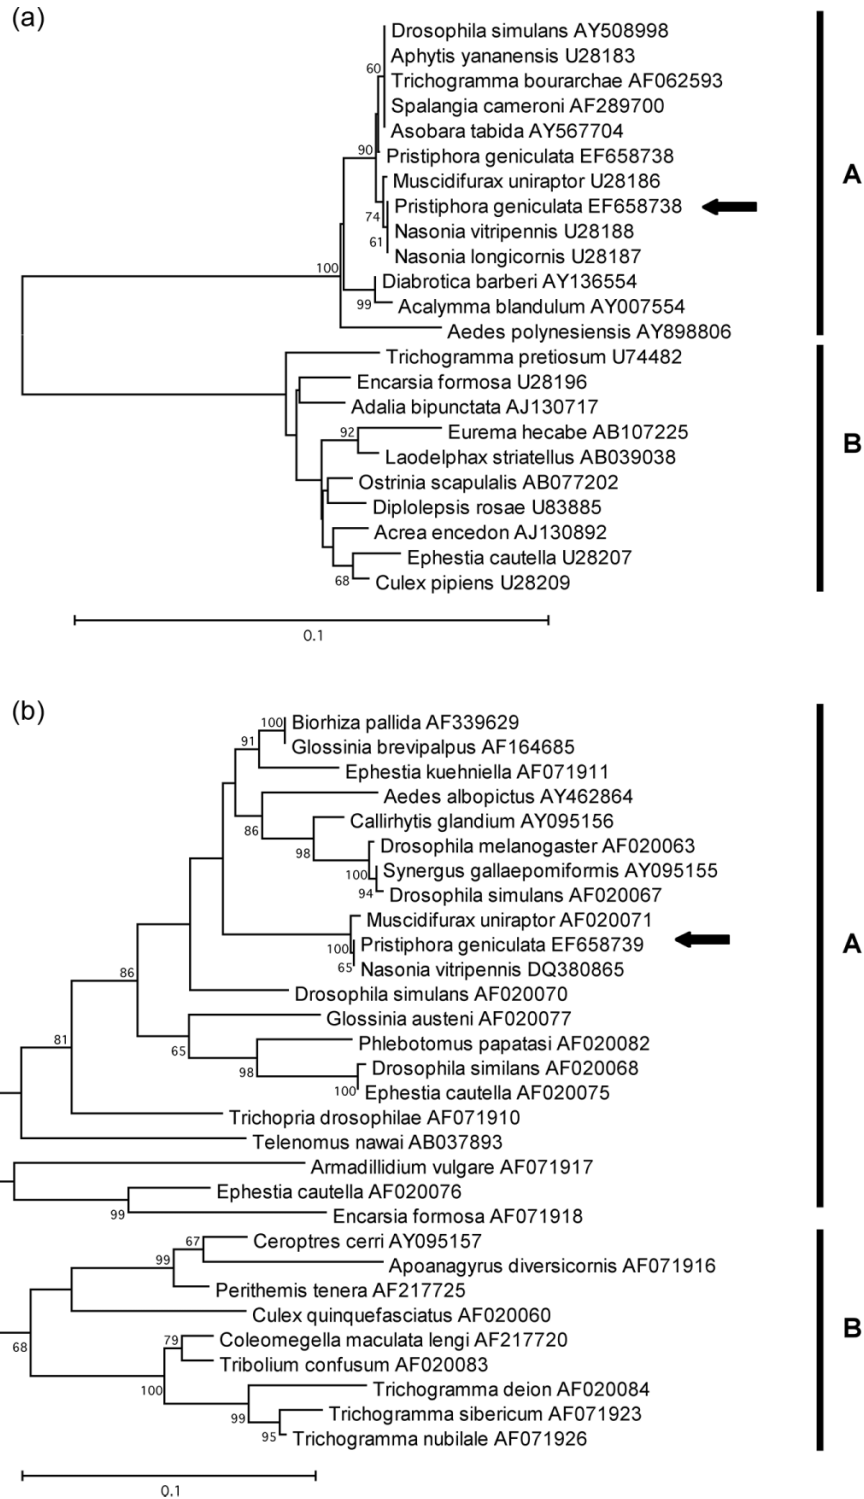 (a)
Drosophila simulans AY508998
Aphytis yananensis U28183
60
Trichogramma bourarchae AF062593
Spalangia cameroni AF289700
Asobara tabida AY567704
90
Pristiphora geniculata EF658738
A
Muscidifurax uniraptor U28186
Pristiphora geniculata EF658738
74
Nasonia vitripennis U28188
61
Nasonia longicornis U28187
100
Diabrotica barberi AY136554
99
Acalymma blandulum AY007554
Aedes polynesiensis AY898806
Trichogramma pretiosum U74482
Encarsia formosa U28196
Adalia bipunctata AJ130717
92
Eurema hecabe AB107225
B
Laodelphax striatellus AB039038
Ostrinia scapulalis AB077202
Diplolepsis rosae U83885
Acrea encedon AJ130892
Ephestia cautella U28207
68
Culex pipiens U28209
0.1
(b)
100
Biorhiza pallida AF339629
91
Glossinia brevipalpus AF164685
Ephestia kuehniella AF071911
Aedes albopictus AY462864
86
Callirhytis glandium AY095156
98
Drosophila melanogaster AF020063
100
Synergus gallaepomiformis AY095155
94
Drosophila simulans AF020067
Muscidifurax uniraptor AF020071
100
Pristiphora geniculata EF658739
A
65
Nasonia vitripennis DQ380865
86
Drosophila simulans AF020070
Glossinia austeni AF020077
81
65
Phlebotomus papatasi AF020082
98
Drosophila similans AF020068
100
Ephestia cautella AF020075
Trichopria drosophilae AF071910
Telenomus nawai AB037893
Armadillidium vulgare AF071917
Ephestia cautella AF020076
99
Encarsia formosa AF071918
67
Ceroptres cerri AY095157
99
Apoanagyrus diversicornis AF071916
Perithemis tenera AF217725
Culex quinquefasciatus AF020060
B
68
79
Coleomegella maculata lengi AF217720
Tribolium confusum AF020083
100
Trichogramma deion AF020084
99
Trichogramma sibericum AF071923
95
Trichogramma nubilale AF071926
0.1